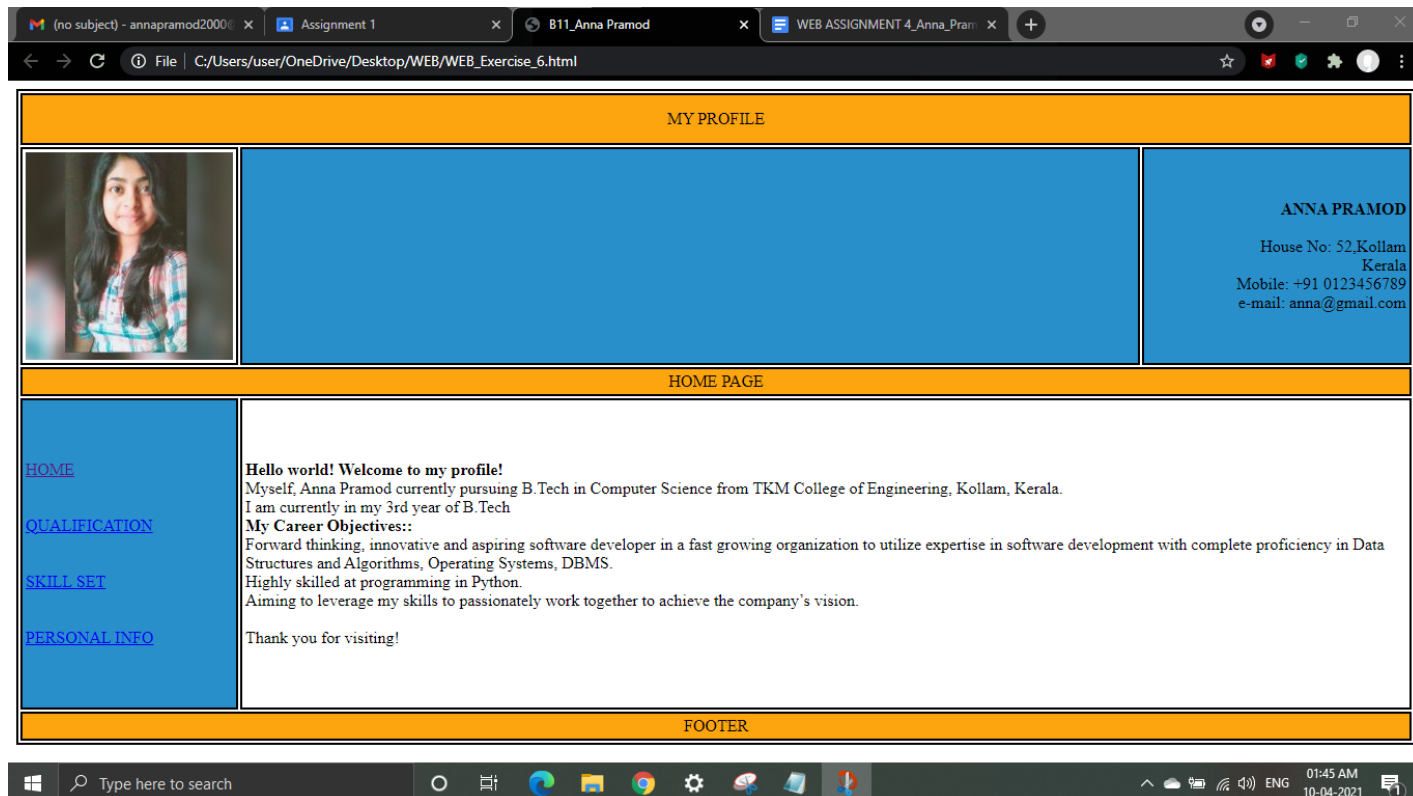 (no subject) - annapramod2000@
Assignment 1
B11_Anna Pramod
WEB ASSIGNMENT 4_Anna_Pram
File | C:/Users/user/OneDrive/Desktop/WEB/WEB_Exercise_6.html
MY PROFILE
ANNA PRAMOD
House No: 52,Kollam
Kerala
Mobile: +91 0123456789
e-mail: anna@gmail.com
HOME PAGE
HOME
QUALIFICATION
SKILL SET
PERSONAL INFO
Hello world! Welcome to my profile!
Myself, Anna Pramod currently pursuing B.Tech in Computer Science from TKM College of Engineering, Kollam, Kerala.
I am currently in my 3rd year of B.Tech
My Career Objectives::
Forward thinking, innovative and aspiring software developer in a fast growing organization to utilize expertise in software development with complete proficiency in Data
Structures and Algorithms, Operating Systems, DBMS.
Highly skilled at programming in Python.
Aiming to leverage my skills to passionately work together to achieve the company’s vision.
Thank you for visiting!
FOOTER
Type here to search
ENG
01:45 AM
10-04-2021
1